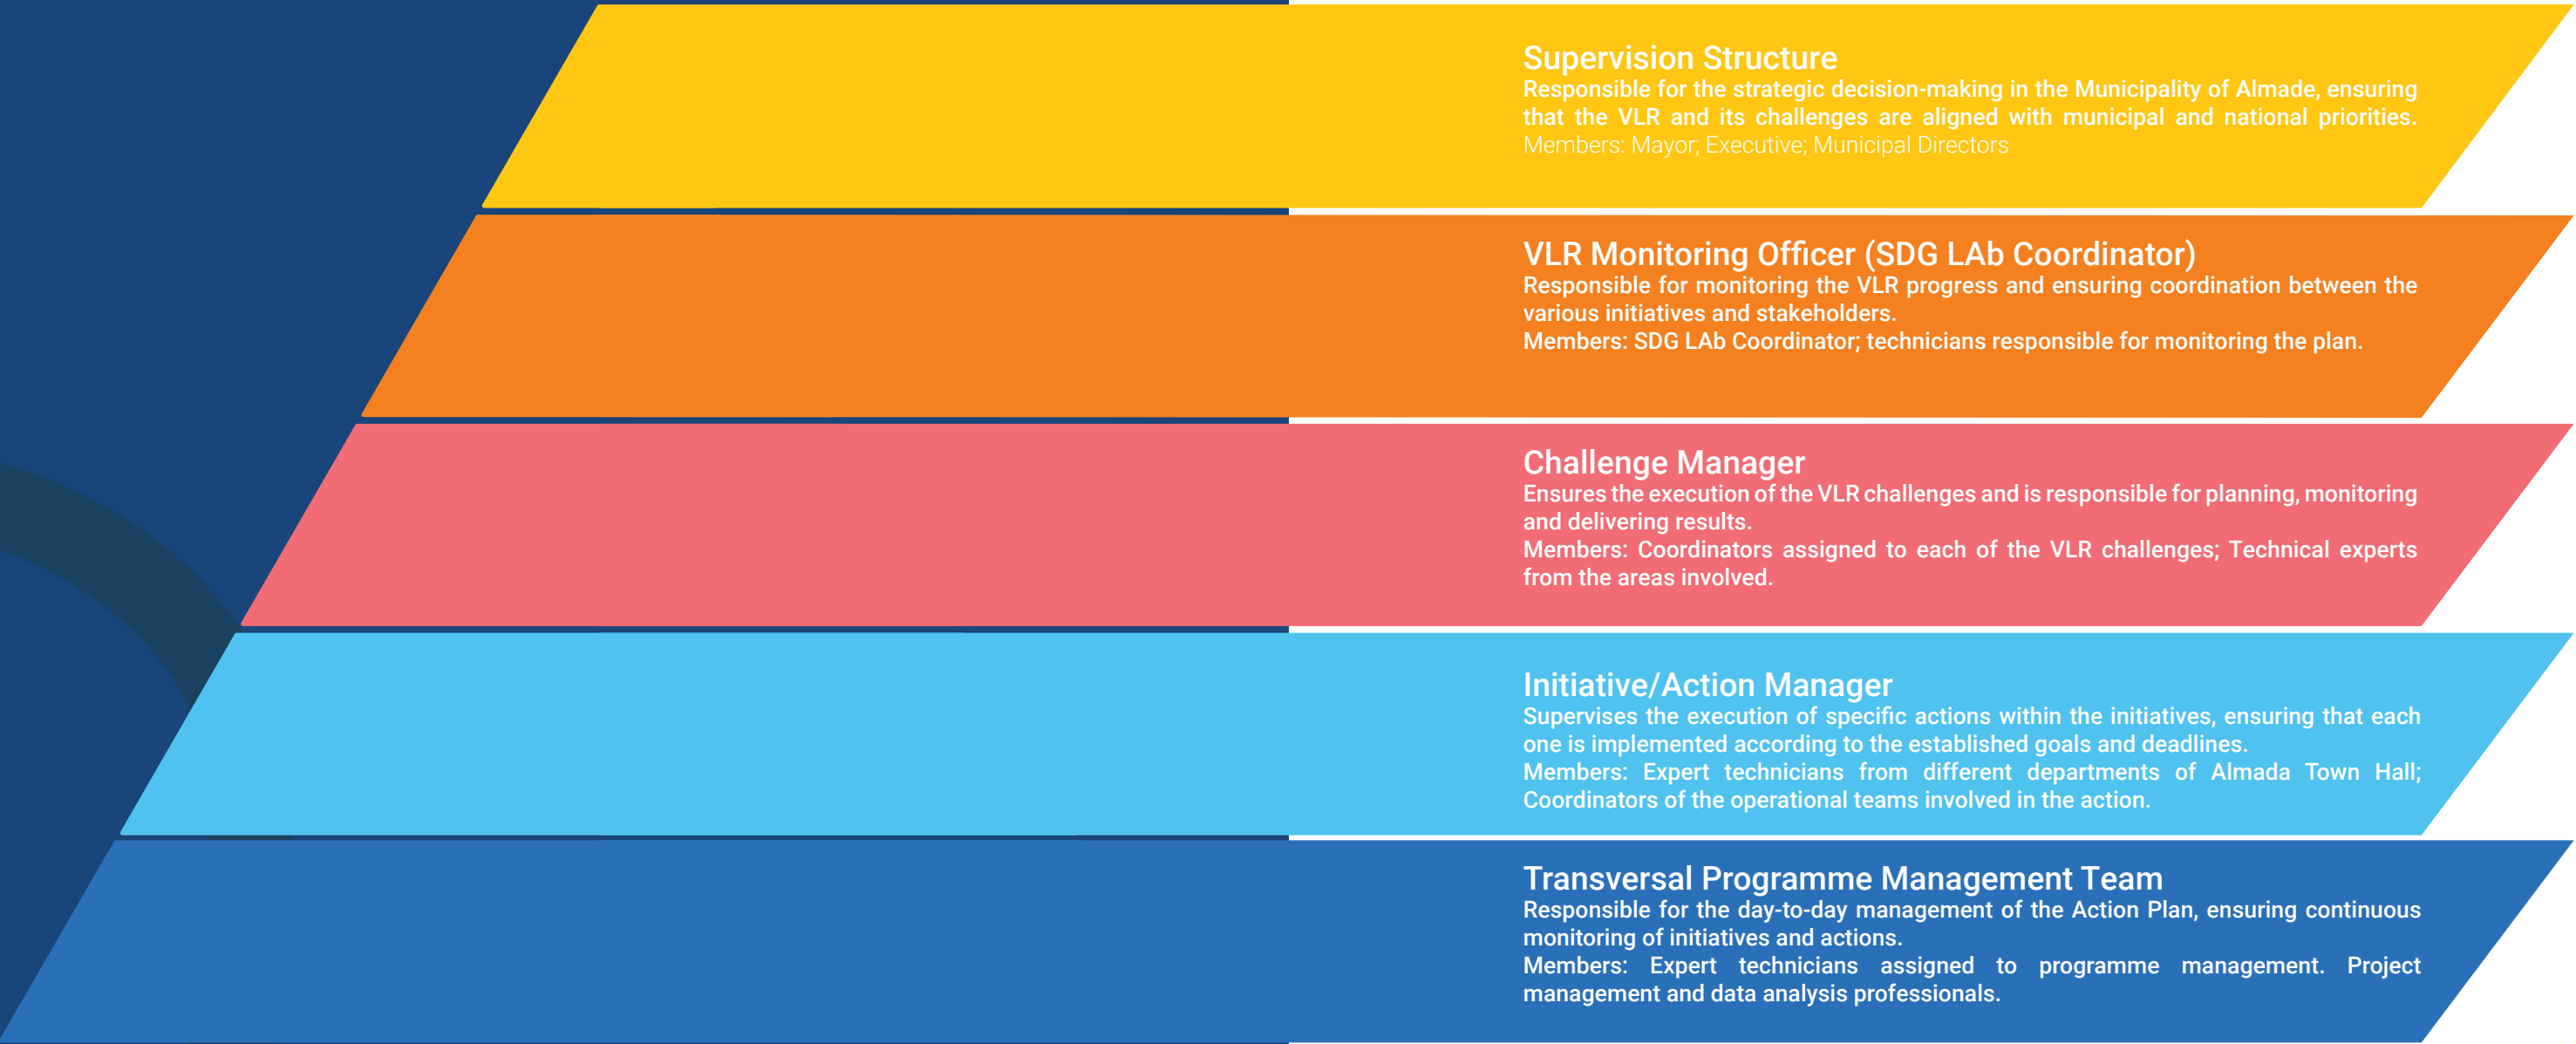 Supervision Structure
Responsible for the strategic decision-making in the Municipality of Almade, ensuring
that the VLR and its challenges are aligned with municipal and national priorities.
Members: Mayor; Executive; Municipal Directors
VLR Monitoring Officer (SDG LAb Coordinator)
Responsible for monitoring the VLR progress and ensuring coordination between the
various initiatives and stakeholders.
Members: SDG LAb Coordinator; technicians responsible for monitoring the plan.
Challenge Manager
Ensures the execution of the VLR challenges and is responsible for planning, monitoring
and delivering results.
Members: Coordinators assigned to each of the VLR challenges; Technical experts
from the areas involved.
Initiative/Action Manager
Supervises the execution of specific actions within the initiatives, ensuring that each
one is implemented according to the established goals and deadlines.
Members: Expert technicians from different departments of Almada Town Hall;
Coordinators of the operational teams involved in the action.
Transversal Programme Management Team
Responsible for the day-to-day management of the Action Plan, ensuring continuous
monitoring of initiatives and actions.
Members: Expert technicians assigned to programme management. Project
management and data analysis professionals.